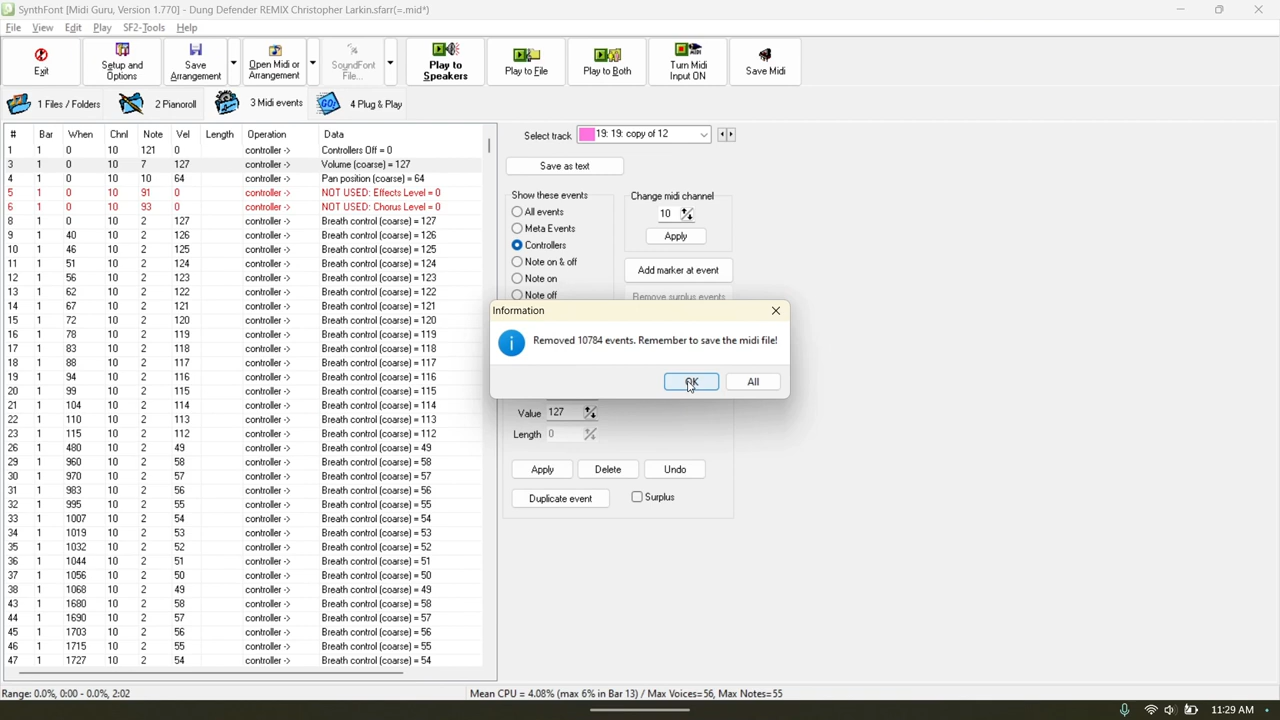 SynthFont [Midi Guru, Version 1.770] - Dung Defender REMIX Christopher Larkin.sfarr(=.mid*)
File View Edit Play SF2-Tools Help
Exit
Setup and Options
Save Arrangement
Open Midi or Arrangement
SoundFont File...
Play to Speakers
Play to File
Play to Both
Turn Midi Input ON
Save Midi
1 Files / Folders 2 Pianoroll 3 Midi events 4 Plug & Play
# Bar When Chnl Note Vel Length Operation Data
1 1 0 10 121 0 controller -> Controllers Off = 0
3 1 0 10 7 127 controller -> Volume (coarse) = 127
4 1 0 10 10 64 controller -> Pan position (coarse) = 64
5 1 0 10 91 0 controller -> NOT USED: Effects Level = 0
6 1 0 10 93 0 controller -> NOT USED: Chorus Level = 0
8 1 0 10 2 127 controller -> Breath control (coarse) = 127
9 1 40 10 2 126 controller -> Breath control (coarse) = 126
10 1 46 10 2 125 controller -> Breath control (coarse) = 125
11 1 51 10 2 124 controller -> Breath control (coarse) = 124
12 1 56 10 2 123 controller -> Breath control (coarse) = 123
13 1 62 10 2 122 controller -> Breath control (coarse) = 122
14 1 67 10 2 121 controller -> Breath control (coarse) = 121
15 1 72 10 2 120 controller -> Breath control (coarse) = 120
16 1 78 10 2 119 controller -> Breath control (coarse) = 119
17 1 83 10 2 118 controller -> Breath control (coarse) = 118
18 1 88 10 2 117 controller -> Breath control (coarse) = 117
19 1 94 10 2 116 controller -> Breath control (coarse) = 116
20 1 99 10 2 115 controller -> Breath control (coarse) = 115
21 1 104 10 2 114 controller -> Breath control (coarse) = 114
22 1 110 10 2 113 controller -> Breath control (coarse) = 113
23 1 115 10 2 112 controller -> Breath control (coarse) = 112
26 1 480 10 2 49 controller -> Breath control (coarse) = 49
29 1 960 10 2 58 controller -> Breath control (coarse) = 58
30 1 970 10 2 57 controller -> Breath control (coarse) = 57
31 1 983 10 2 56 controller -> Breath control (coarse) = 56
32 1 995 10 2 55 controller -> Breath control (coarse) = 55
33 1 1007 10 2 54 controller -> Breath control (coarse) = 54
34 1 1019 10 2 53 controller -> Breath control (coarse) = 53
35 1 1032 10 2 52 controller -> Breath control (coarse) = 52
36 1 1044 10 2 51 controller -> Breath control (coarse) = 51
37 1 1056 10 2 50 controller -> Breath control (coarse) = 50
38 1 1068 10 2 49 controller -> Breath control (coarse) = 49
43 1 1680 10 2 58 controller -> Breath control (coarse) = 58
44 1 1690 10 2 57 controller -> Breath control (coarse) = 57
45 1 1703 10 2 56 controller -> Breath control (coarse) = 56
46 1 1715 10 2 55 controller -> Breath control (coarse) = 55
47 1 1727 10 2 54 controller -> Breath control (coarse) = 54
Select track 19: 19: copy of 12
Save as text
Show these events
All events
Meta Events
Controllers
Note on & off
Note on
Note off
Change midi channel
10
Apply
Add marker at event
Remove surplus events
Information
Removed 10784 events. Remember to save the midi file!
OK All
Value 127
Length 0
Apply Delete Undo
Duplicate event Surplus
Range: 0.0%, 0:00 - 0.0%, 2:02 Mean CPU = 4.08% (max 6% in Bar 13) / Max Voices=56, Max Notes=55
11:29 AM